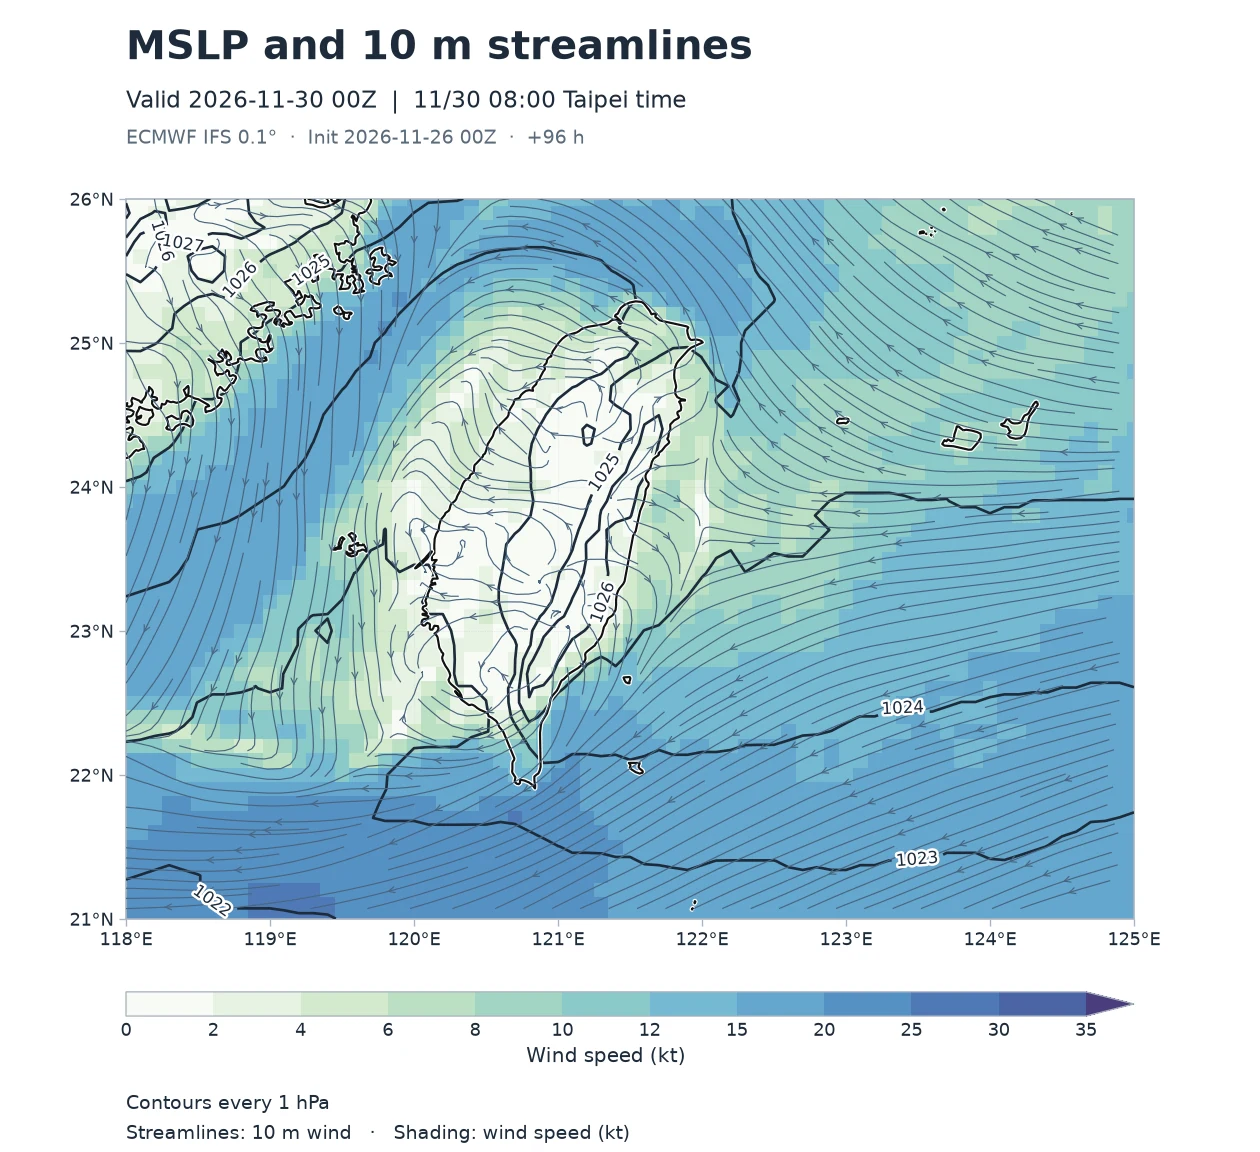 MSLP and 10 m streamlines
Valid 2026-11-30 00Z | 11/30 08:00 Taipei time
ECMWF IFS 0.1° · Init 2026-11-26 00Z · +96 h
26°N
1026
1027
1026
1025
25°N
24°N
1025
23°N
1026
1024
22°N
1023
1022
21°N
118°E 119°E 120°E 121°E 122°E 123°E 124°E 125°E
0 2 4 6 8 10 12 15 20 25 30 35
Wind speed (kt)
Contours every 1 hPa
Streamlines: 10 m wind · Shading: wind speed (kt)